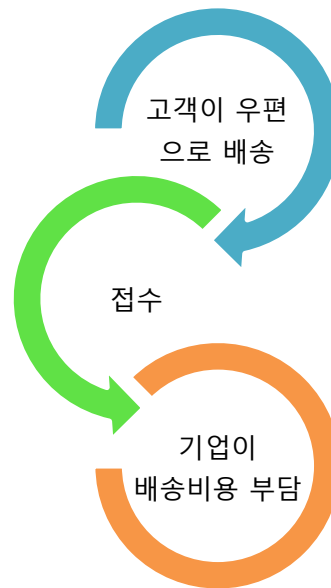 고객이 우편
으로 배송
접수
기업이
배송비용 부담